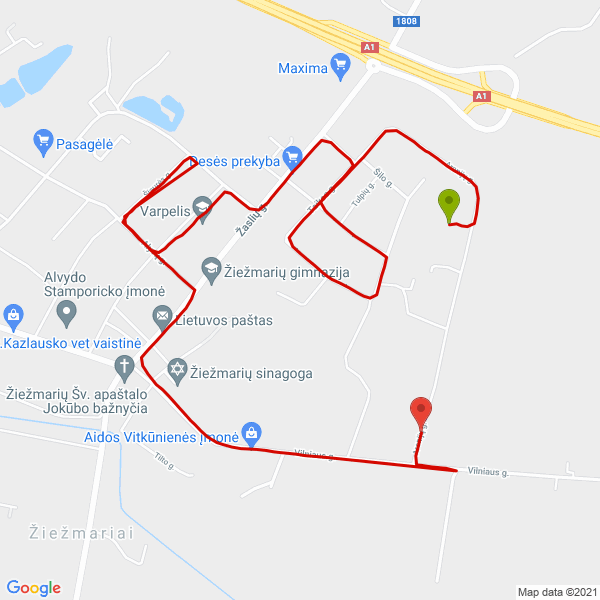 1808
A1
Maxima
A1
Pasagėlė
Desės prekyba
Šilo g.
Tulpių g.
Varpelis
Žaslių g.
Žiežmarių gimnazija
Alvydo
Stamporicko įmonė
Lietuvos paštas
.Kazlausko vet vaistinė
Žiežmarių sinagoga
Žiežmarių Šv. apaštalo
Jokūbo bažnyčia
Aidos Vitkūnienės įmonė
Vilniaus g.
Tilto g.
Vilniaus g.
Žiežmariai
Google
Map data ©2021